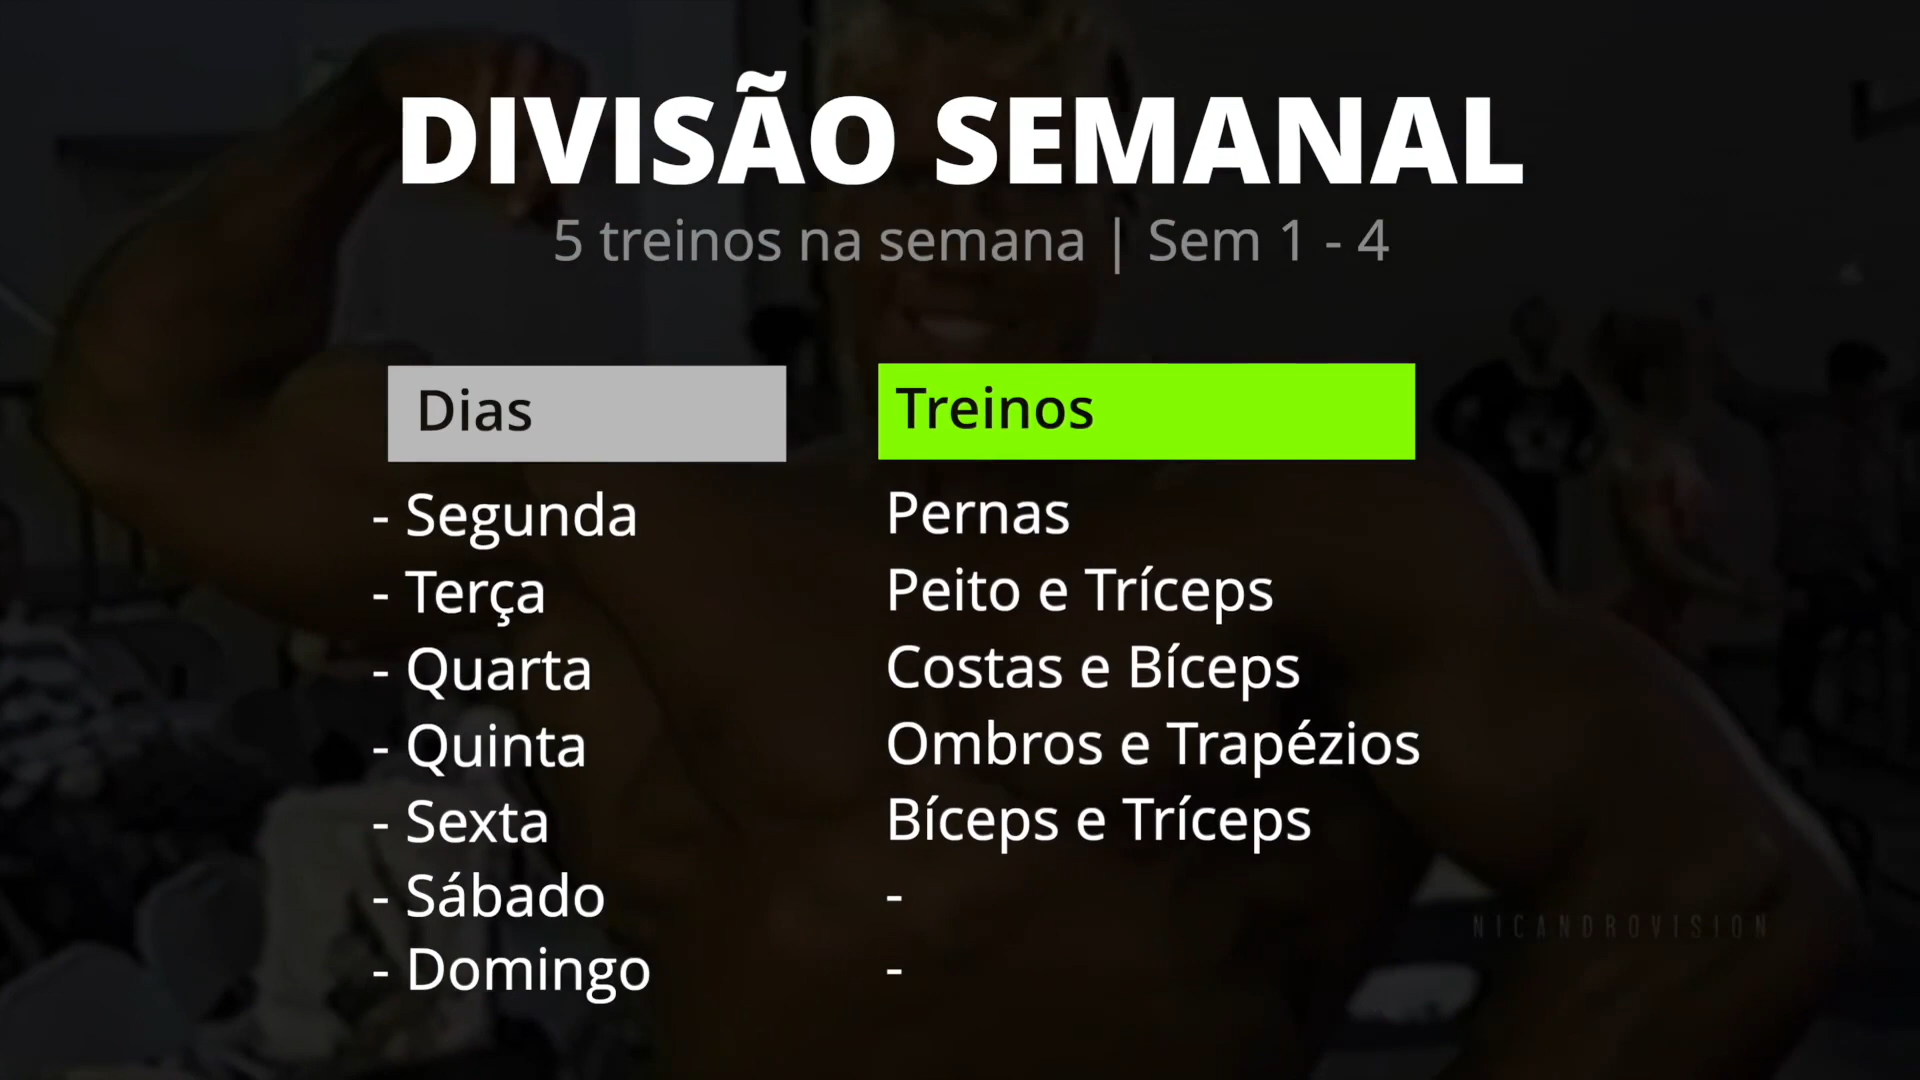 DIVISÃO SEMANAL
5 treinos na semana | Sem 1 - 4
Dias Treinos
- Segunda Pernas
- Terça Peito e Tríceps
- Quarta Costas e Bíceps
- Quinta Ombros e Trapézios
- Sexta Bíceps e Tríceps
- Sábado -
- Domingo -
NICANDROVISION